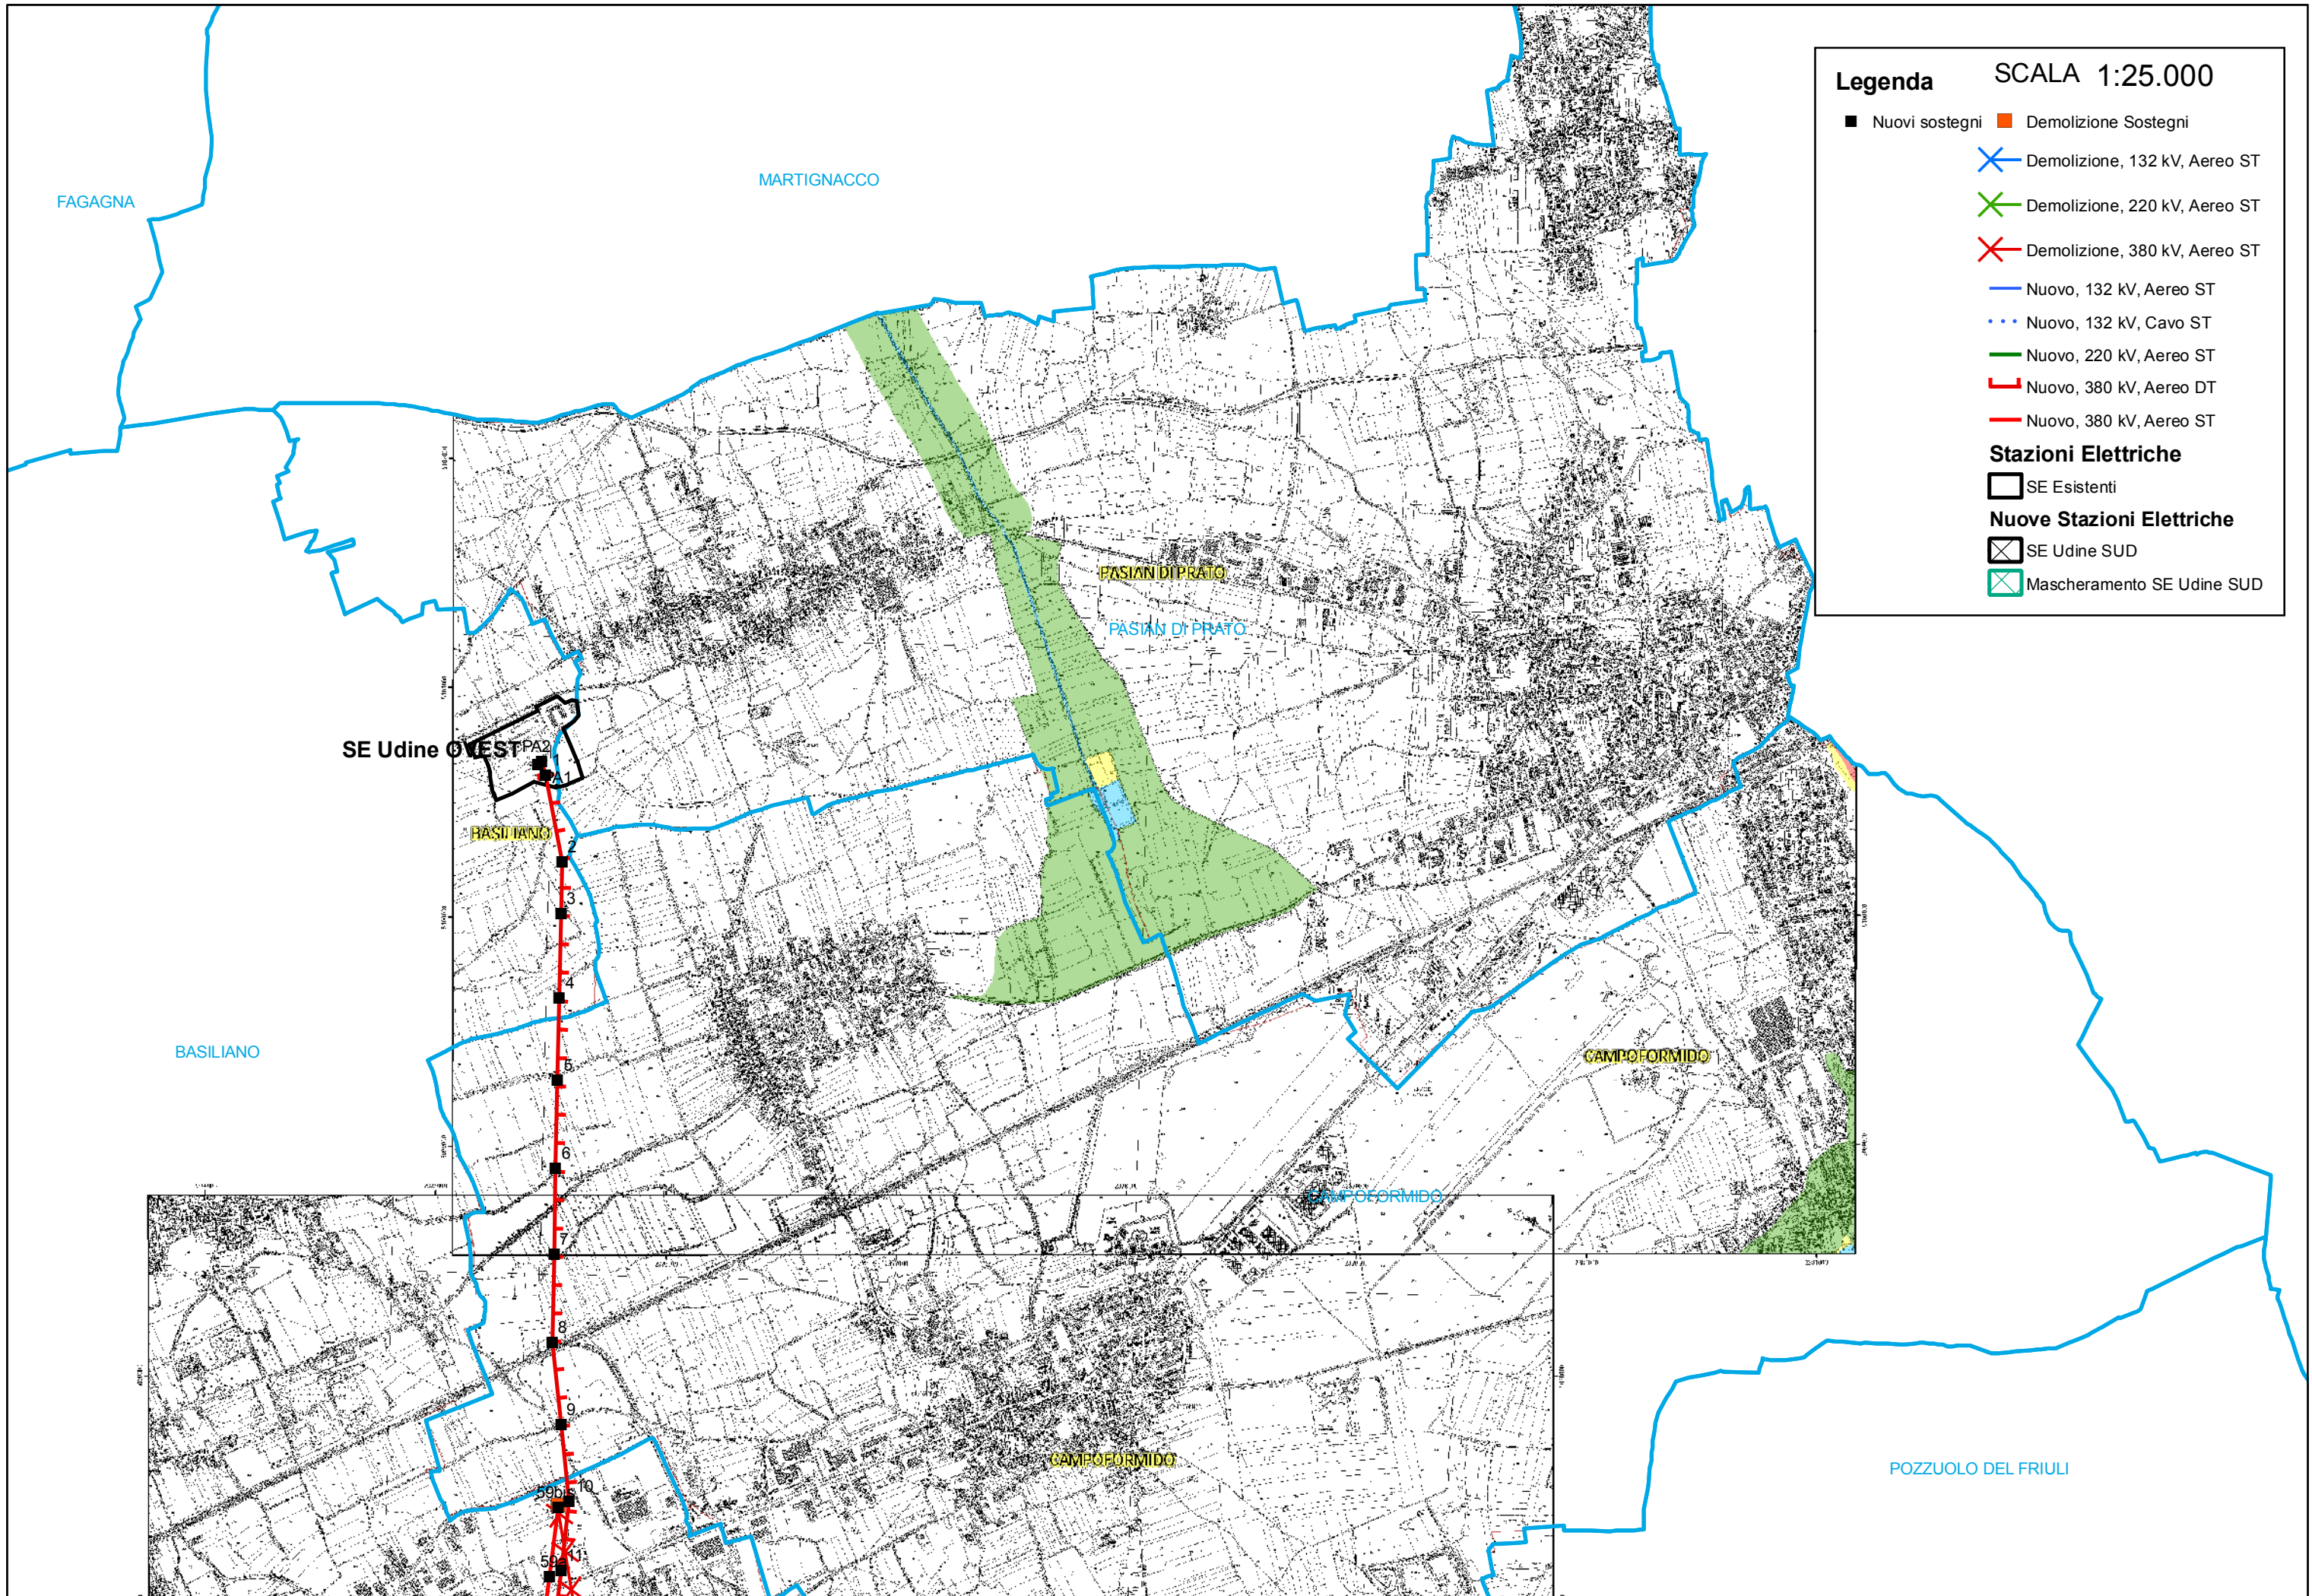 Legenda
SCALA 1:25.000
Nuovi sostegni
Demolizione Sostegni
Demolizione, 132 kV, Aereo ST
Demolizione, 220 kV, Aereo ST
Demolizione, 380 kV, Aereo ST
Nuovo, 132 kV, Aereo ST
Nuovo, 132 kV, Cavo ST
Nuovo, 220 kV, Aereo ST
Nuovo, 380 kV, Aereo DT
Nuovo, 380 kV, Aereo ST
Stazioni Elettriche
SE Esistenti
Nuove Stazioni Elettriche
SE Udine SUD
Mascheramento SE Udine SUD
FAGAGNA
MARTIGNACCO
PASIAN DI PRATO
PASIAN DI PRATO
SE Udine OVEST
PA2
1
PA1
BASILIANO
2
3
4
BASILIANO
5
CAMPOFORMIDO
6
CAMPOFORMIDO
7
8
9
CAMPOFORMIDO
POZZUOLO DEL FRIULI
59bis
10
11